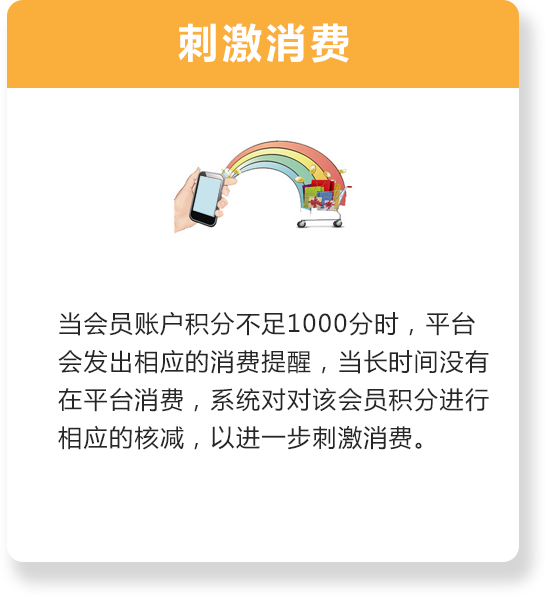 刺激消费
当会员账户积分不足1000分时，平台
会发出相应的消费提醒，当长时间没有
在平台消费，系统对对该会员积分进行
相应的核减，以进一步刺激消费。